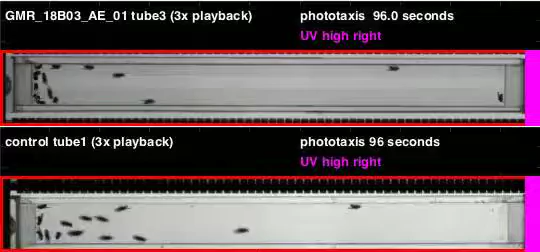 GMR_18B03_AE_01 tube3 (3x playback)
phototaxis 96.0 seconds
UV high right
control tube1 (3x playback)
phototaxis 96 seconds
UV high right